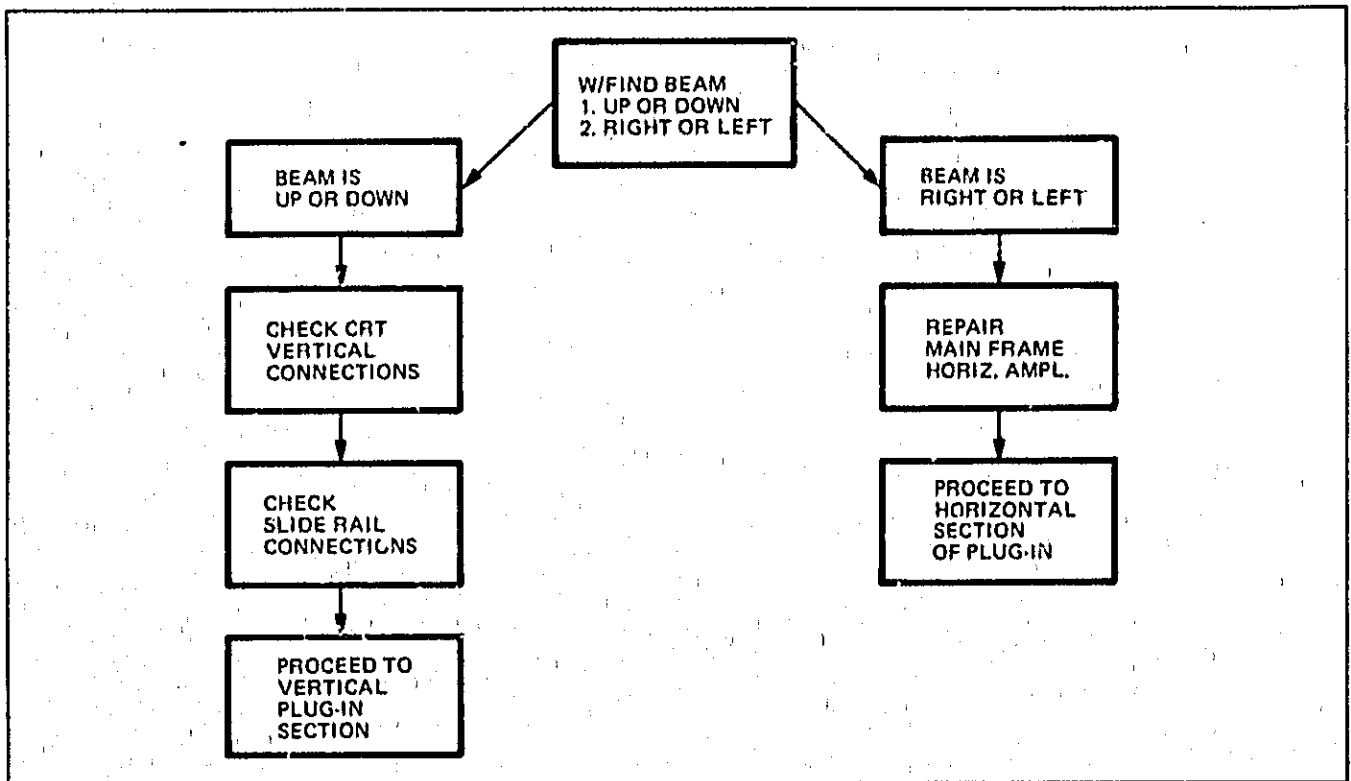 W/FIND BEAM
1. UP OR DOWN
2. RIGHT OR LEFT
BEAM IS
UP OR DOWN
CHECK CRT
VERTICAL
CONNECTIONS
CHECK
SLIDE RAIL
CONNECTIONS
PROCEED TO
VERTICAL
PLUG-IN
SECTION
BEAM IS
RIGHT OR LEFT
REPAIR
MAIN FRAME
HORIZ. AMPL.
PROCEED TO
HORIZONTAL
SECTION
OF PLUG-IN